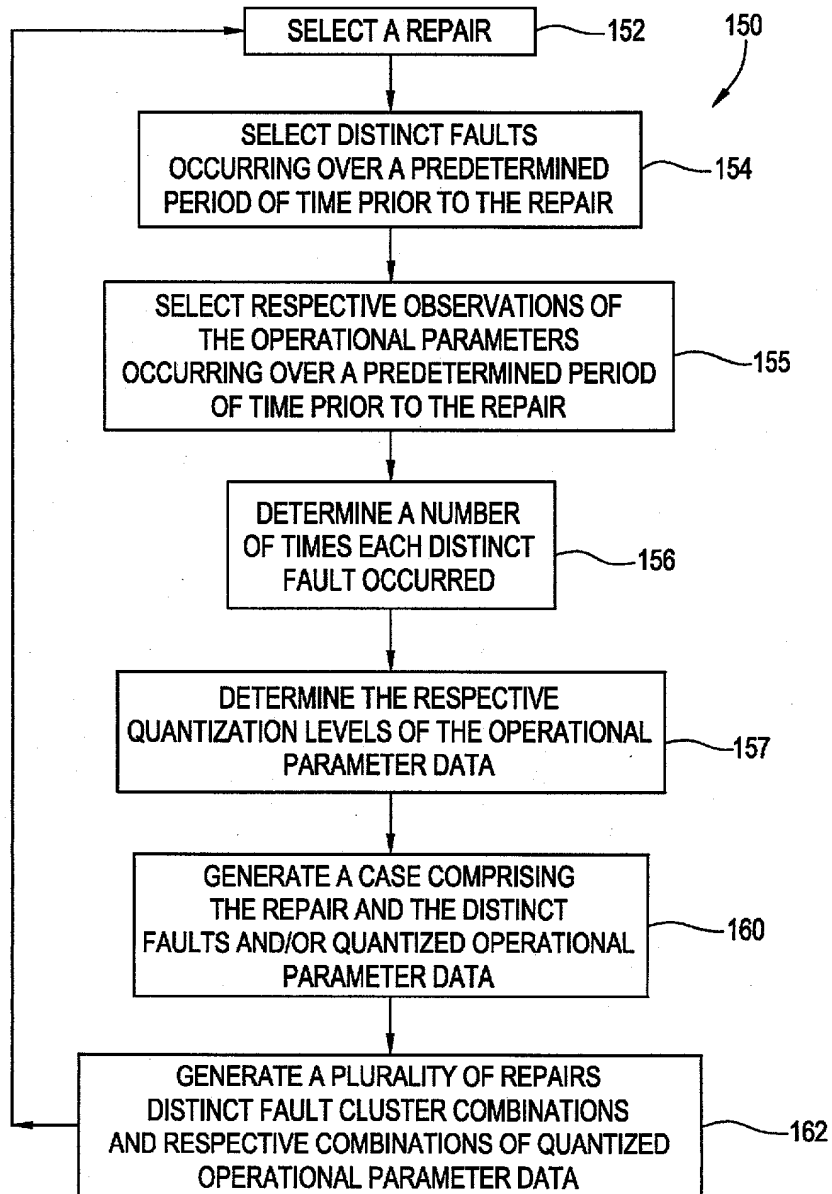 SELECT A REPAIR
152
150
SELECT DISTINCT FAULTS
OCCURRING OVER A PREDETERMINED
PERIOD OF TIME PRIOR TO THE REPAIR
154
SELECT RESPECTIVE OBSERVATIONS OF
THE OPERATIONAL PARAMETERS
OCCURRING OVER A PREDETERMINED PERIOD
OF TIME PRIOR TO THE REPAIR
155
DETERMINE A NUMBER
OF TIMES EACH DISTINCT
FAULT OCCURRED
156
DETERMINE THE RESPECTIVE
QUANTIZATION LEVELS OF THE OPERATIONAL
PARAMETER DATA
157
GENERATE A CASE COMPRISING
THE REPAIR AND THE DISTINCT
FAULTS AND/OR QUANTIZED OPERATIONAL
PARAMETER DATA
160
GENERATE A PLURALITY OF REPAIRS
DISTINCT FAULT CLUSTER COMBINATIONS
AND RESPECTIVE COMBINATIONS OF QUANTIZED
OPERATIONAL PARAMETER DATA
162